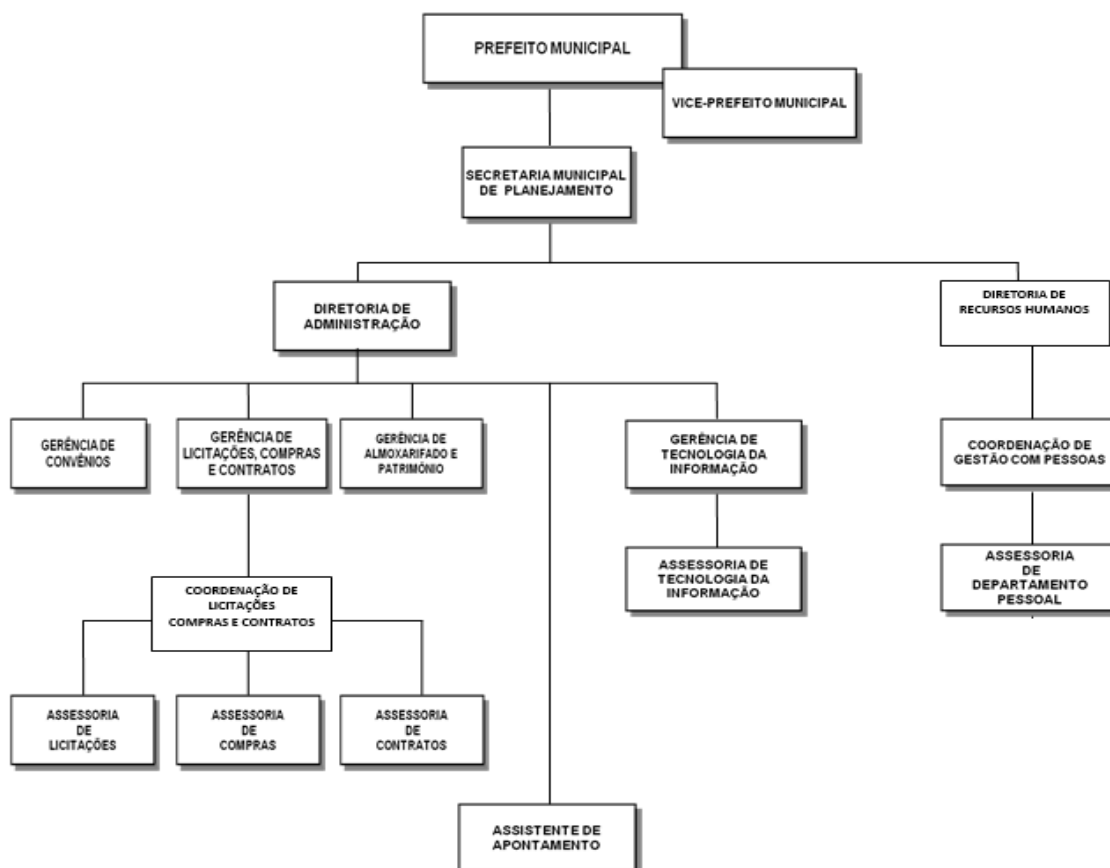 PREFEITO MUNICIPAL
VICE-PREFEITO MUNICIPAL
SECRETARIA MUNICIPAL
DE PLANEJAMENTO
DIRETORIA DE
ADMINISTRAÇÃO
DIRETORIA DE
RECURSOS HUMANOS
GERÊNCIA DE
CONVÊNIOS
GERÊNCIA DE
LICITAÇÕES, COMPRAS
E CONTRATOS
GERÊNCIA DE
ALMOXARIFADO E
PATRIMÔNIO
GERÊNCIA DE
TECNOLOGIA DA
INFORMAÇÃO
COORDENAÇÃO DE
GESTÃO COM PESSOAS
ASSESSORIA DE
TECNOLOGIA DA
INFORMAÇÃO
ASSESSORIA
DE
DEPARTAMENTO
PESSOAL
COORDENAÇÃO DE
LICITAÇÕES
COMPRAS E CONTRATOS
ASSESSORIA
DE
LICITAÇÕES
ASSESSORIA
DE
COMPRAS
ASSESSORIA
DE
CONTRATOS
ASSISTENTE DE
APONTAMENTO